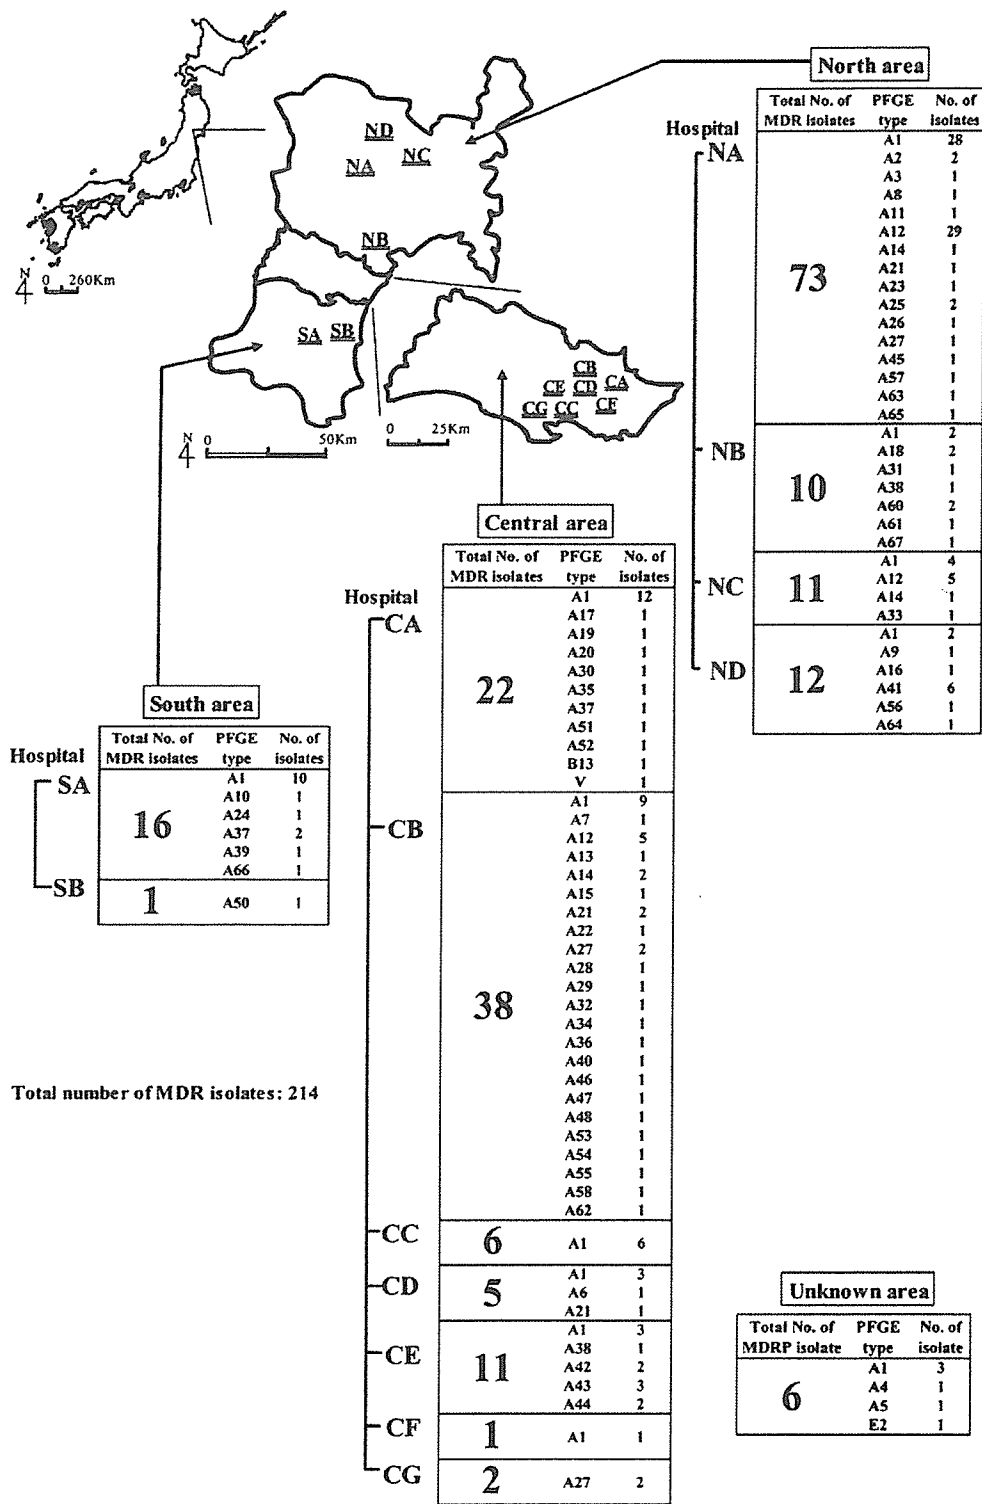 North area
Hospital
Total No. of MDR isolates PFGE type No. of isolates
NA
73
A1 28
A2 2
A3 1
A8 1
A11 1
A12 29
A14 1
A21 1
A23 1
A25 2
A26 1
A27 1
A45 1
A57 1
A63 1
A65 1
NB
10
A1 2
A18 2
A31 1
A38 1
A60 2
A61 1
A67 1
NC
11
A1 4
A12 5
A14 1
A33 1
ND
12
A1 2
A9 1
A16 1
A41 6
A56 1
A64 1
ND
NC
NA
NB
N
0 260Km
SA SB
CB
CE CD CA
CG CC CF
N
0 50Km
0 25Km
Central area
Hospital
Total No. of MDR isolates PFGE type No. of isolates
CA
22
A1 12
A17 1
A19 1
A20 1
A30 1
A35 1
A37 1
A51 1
A52 1
B13 1
V 1
CB
38
A1 9
A7 1
A12 5
A13 1
A14 2
A15 1
A21 2
A22 1
A27 2
A28 1
A29 1
A32 1
A34 1
A36 1
A40 1
A46 1
A47 1
A48 1
A53 1
A54 1
A55 1
A58 1
A62 1
CC
6
A1 6
CD
5
A1 3
A6 1
A21 1
CE
11
A1 3
A38 1
A42 2
A43 3
A44 2
CF
1
A1 1
CG
2
A27 2
South area
Hospital
Total No. of MDR isolates PFGE type No. of isolates
SA
16
A1 10
A10 1
A24 1
A37 2
A39 1
A66 1
SB
1
A50 1
Total number of MDR isolates: 214
Unknown area
Total No. of MDRP isolate PFGE type No. of isolate
6
A1 3
A4 1
A5 1
E2 1